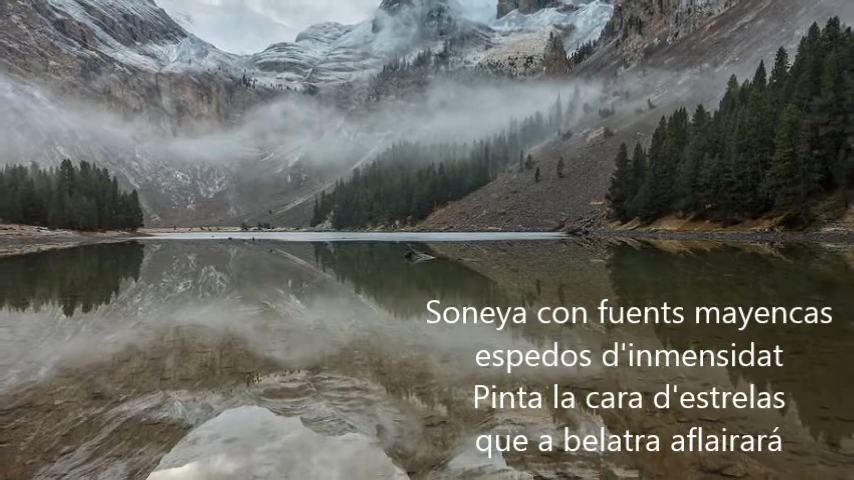 Soneya con fuents mayencas
espedos d'inmensidat
Pinta la cara d'estrelas
que a belatra aflairará